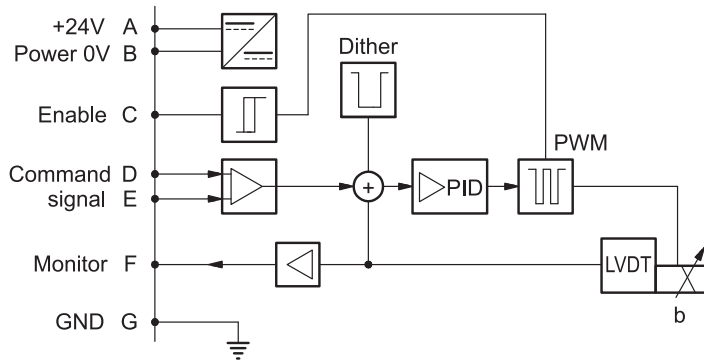 +24V A
Power 0V B
Dither
Enable C
PWM
Command D
signal E
+
PID
Monitor F
LVDT
b
GND G